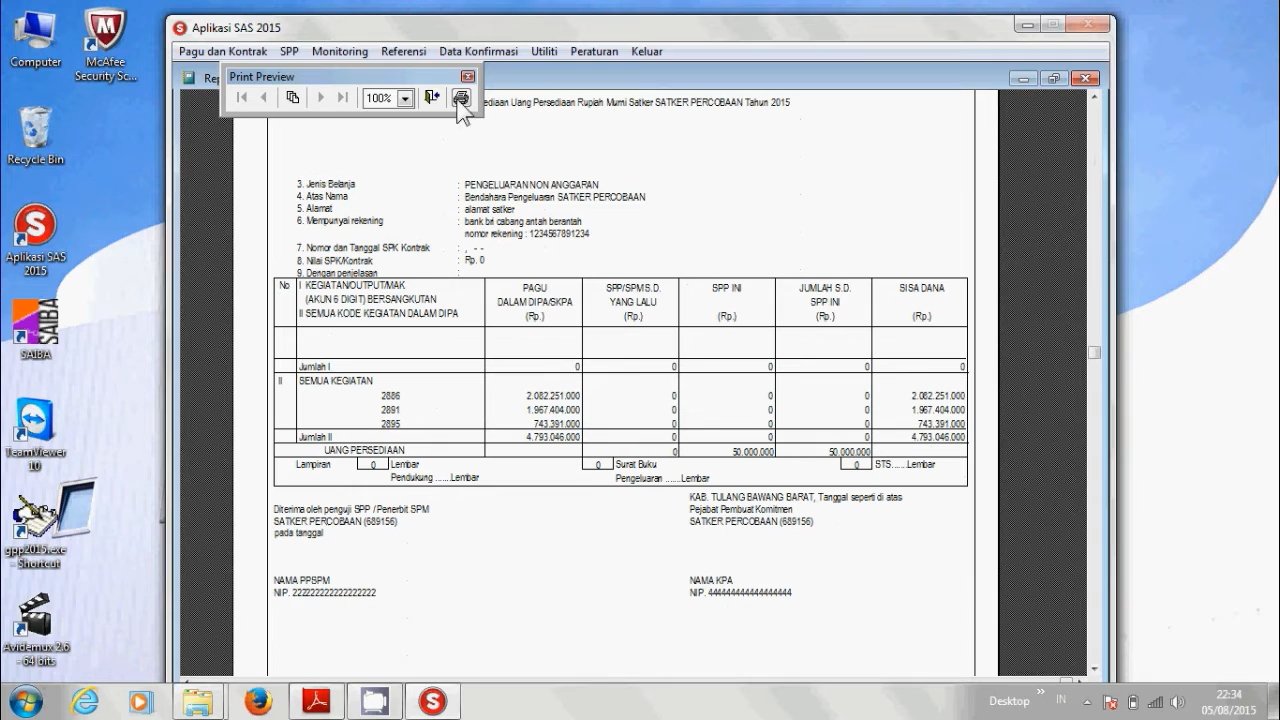 Computer
McAfee
Security Sc...
Recycle Bin
Aplikasi SAS
2015
SAIBA
SAIBA
TeamViewer
10
gpp2015.exe
- Shortcut
Avidemux 2.6
- 64 bits
Aplikasi SAS 2015
Pagu dan Kontrak SPP Monitoring Referensi Data Konfirmasi Utiliti Peraturan Keluar
Rep
Print Preview
100%
Uang Persediaan Rupiah Murni Satker SATKER PERCOBAAN Tahun 2015
3. Jenis Belanja : PENGELUARAN NON ANGGARAN
4. Atas Nama : Bendahara Pengeluaran SATKER PERCOBAAN
5. Alamat : alamat satker
6. Mempunyai rekening : bank bri cabang antah berantah
nomor rekening : 1234567891234
7. Nomor dan Tanggal SPK Kontrak : , - -
8. Nilai SPK/Kontrak : Rp. 0
9. Dengan penjelasan :
No I KEGIATAN/OUTPUT/MAK PAGU SPP/SPM S.D. SPP INI JUMLAH S.D. SISA DANA
(AKUN 6 DIGIT) BERSANGKUTAN DALAM DIPA/SKPA YANG LALU SPP INI
II SEMUA KODE KEGIATAN DALAM DIPA (Rp.) (Rp.) (Rp.) (Rp.) (Rp.)
Jumlah I 0 0 0 0 0
II SEMUA KEGIATAN
2886 2.082.251.000 0 0 0 2.082.251.000
2891 1.967.404.000 0 0 0 1.967.404.000
2895 743.391.000 0 0 0 743.391.000
Jumlah II 4.793.046.000 0 0 0 4.793.046.000
UANG PERSEDIAAN 0 50.000.000 50.000.000
Lampiran 0 Lembar 0 Surat Buku 0 STS......Lembar
Pendukung ......Lembar Pengeluaran .......Lembar
KAB. TULANG BAWANG BARAT, Tanggal seperti di atas
Diterima oleh penguji SPP / Penerbit SPM Pejabat Pembuat Komitmen
SATKER PERCOBAAN (689156) SATKER PERCOBAAN (689156)
pada tanggal
NAMA PPSPM NAMA KPA
NIP. 222222222222222222 NIP. 444444444444444444
Desktop IN 22:34
05/08/2015